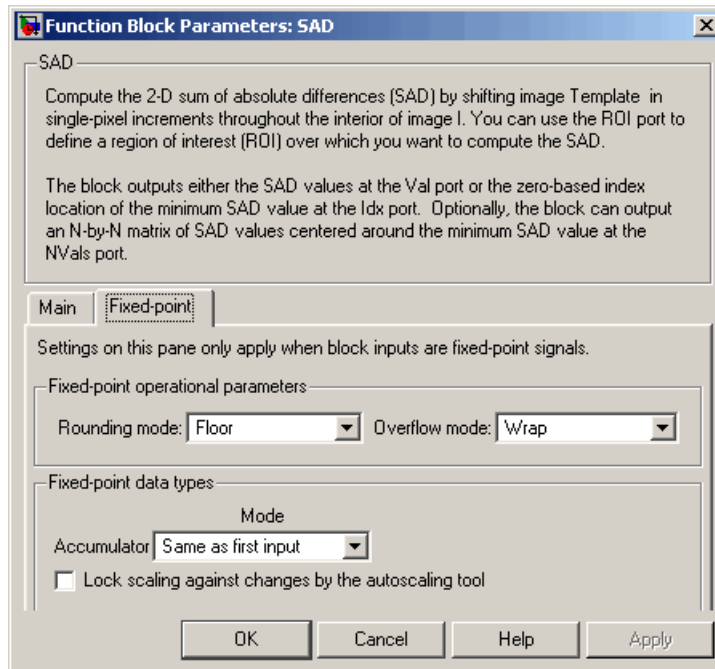 Function Block Parameters: SAD
SAD
Compute the 2-D sum of absolute differences (SAD) by shifting image Template in
single-pixel increments throughout the interior of image I. You can use the ROI port to
define a region of interest (ROI) over which you want to compute the SAD.
The block outputs either the SAD values at the Val port or the zero-based index
location of the minimum SAD value at the Idx port. Optionally, the block can output
an N-by-N matrix of SAD values centered around the minimum SAD value at the
NVals port.
Main Fixed-point
Settings on this pane only apply when block inputs are fixed-point signals.
Fixed-point operational parameters
Rounding mode: Floor Overflow mode: Wrap
Fixed-point data types
Mode
Accumulator Same as first input
Lock scaling against changes by the autoscaling tool
OK Cancel Help Apply